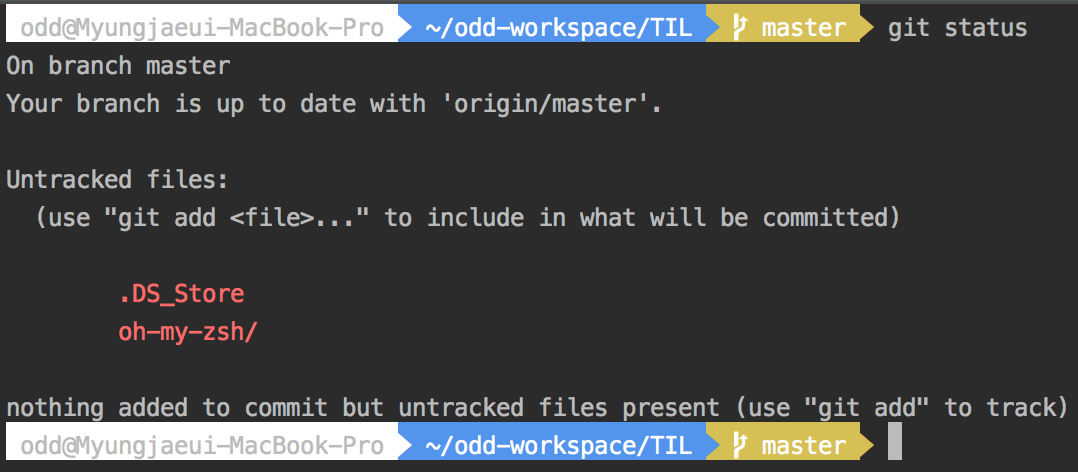 odd@Myungjaeui-MacBook-Pro ~/odd-workspace/TIL master git status
On branch master
Your branch is up to date with 'origin/master'.
Untracked files:
(use "git add <file>..." to include in what will be committed)
.DS_Store
oh-my-zsh/
nothing added to commit but untracked files present (use "git add" to track)
odd@Myungjaeui-MacBook-Pro ~/odd-workspace/TIL master